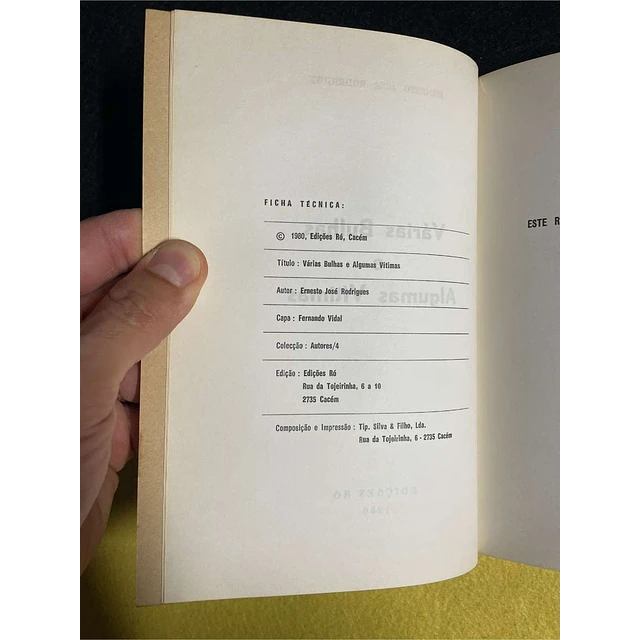 FICHA TÉCNICA:
© 1980, Edições Ró, Cacém
Título : Várias Bulhas e Algumas Vítimas
Autor : Ernesto José Rodrigues
Capa : Fernando Vidal
Colecção : Autores/4
Edição : Edições Ró
Rua da Tojeirinha, 6 a 10
2735 Cacém
Composição e Impressão : Tip. Silva & Filho, Lda.
Rua da Tojeirinha, 6 - 2735 Cacém
ESTE R